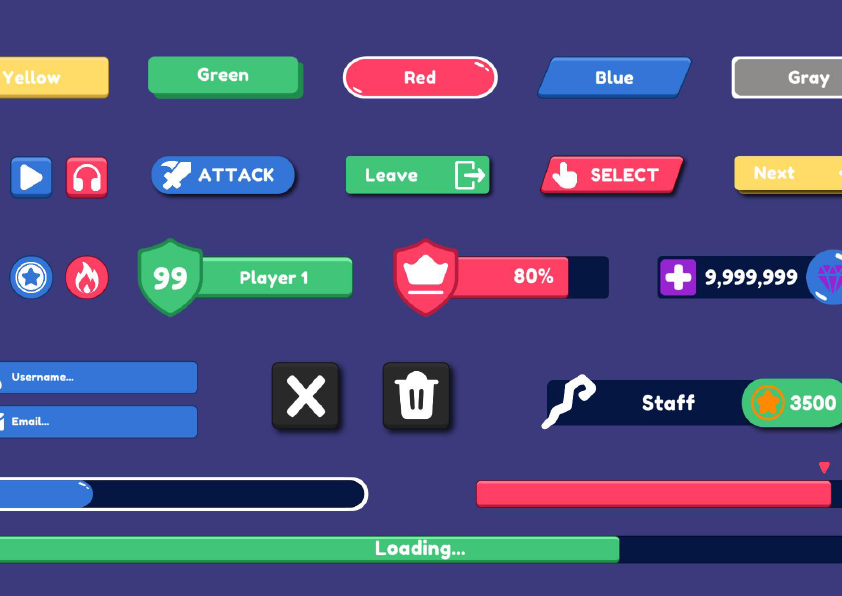 Yellow
Green
Red
Blue
Gray
ATTACK
Leave
SELECT
Next
99
Player 1
80%
9,999,999
Username...
Email...
Staff
3500
Loading...